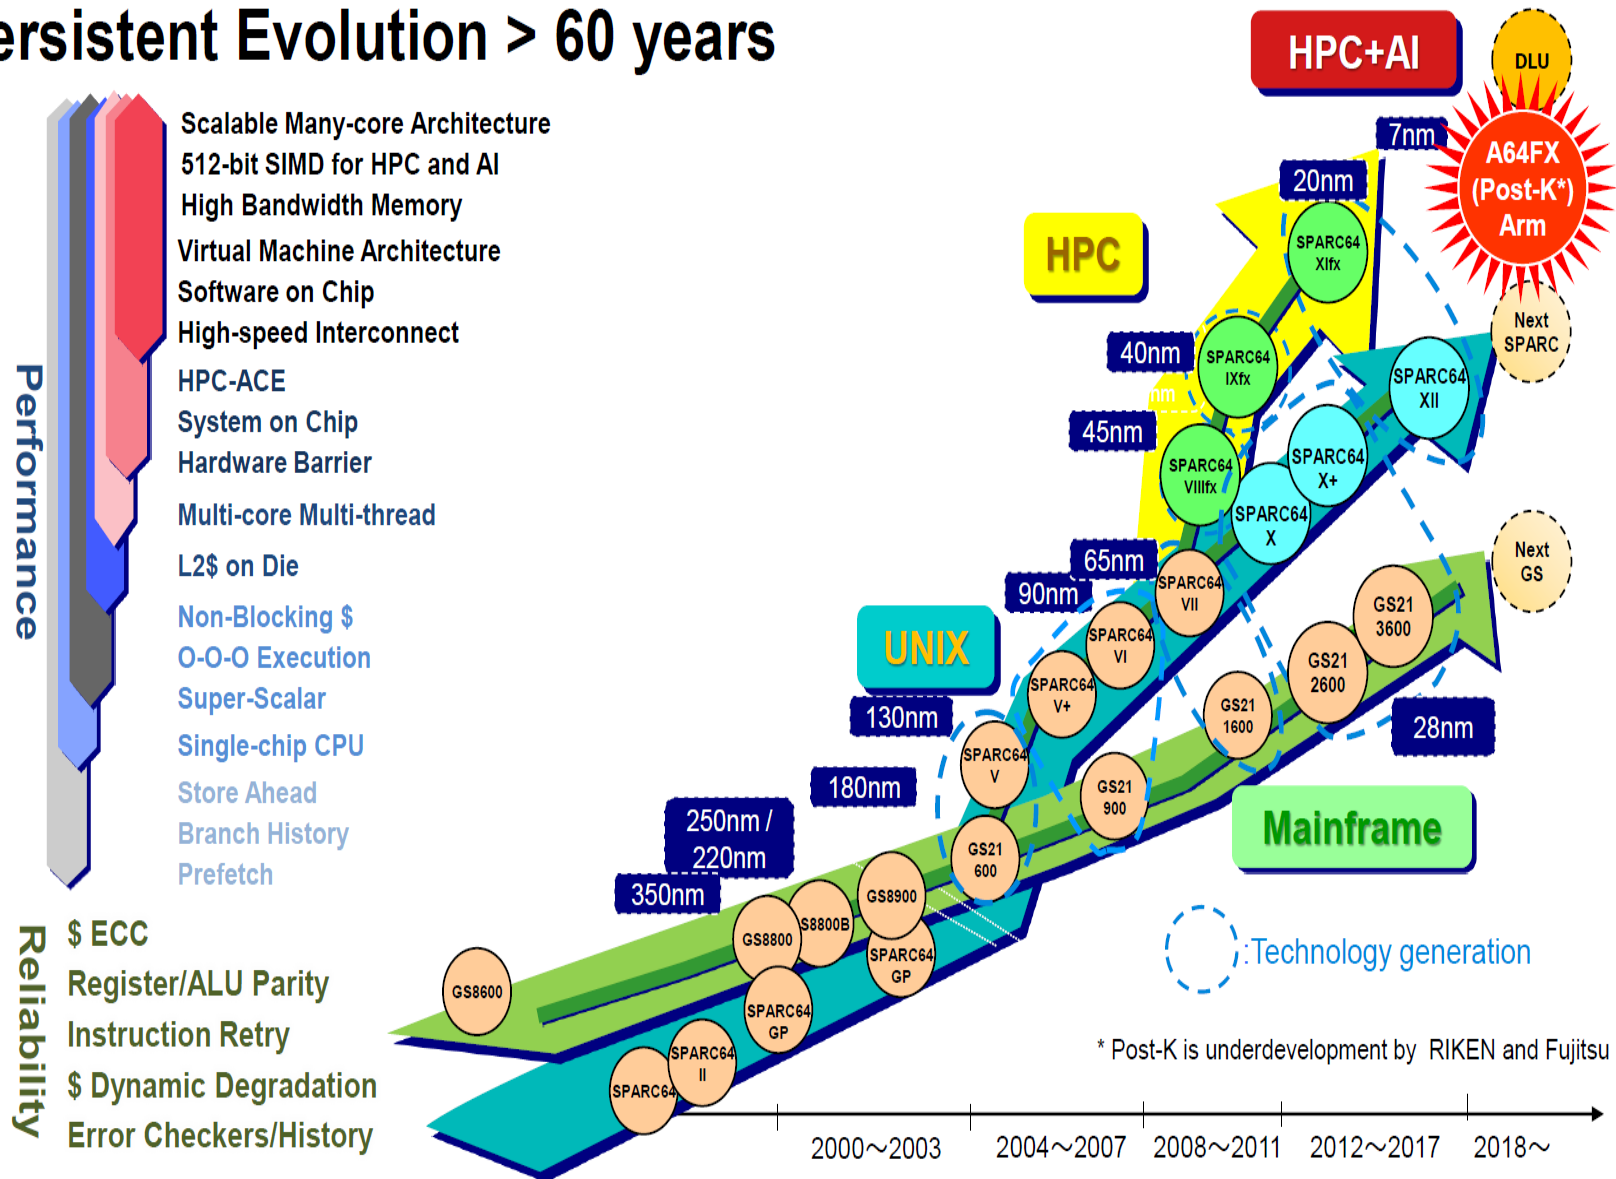 ersistent Evolution > 60 years
HPC+AI
DLU
A64FX
(Post-K*)
Arm
7nm
20nm
Scalable Many-core Architecture
512-bit SIMD for HPC and AI
High Bandwidth Memory
Virtual Machine Architecture
Software on Chip
High-speed Interconnect
HPC-ACE
System on Chip
Hardware Barrier
Multi-core Multi-thread
L2$ on Die
Non-Blocking $
O-O-O Execution
Super-Scalar
Single-chip CPU
Store Ahead
Branch History
Prefetch
Performance
Reliability
$ ECC
Register/ALU Parity
Instruction Retry
$ Dynamic Degradation
Error Checkers/History
HPC
SPARC64
XIfx
40nm
SPARC64
IXfx
nm
45nm
SPARC64
VIIIfx
Next
SPARC
SPARC64
XII
SPARC64
X+
SPARC64
X
65nm
90nm
SPARC64
VII
SPARC64
VI
SPARC64
V+
UNIX
130nm
SPARC64
V
180nm
250nm /
220nm
350nm
Next
GS
GS21
3600
GS21
2600
GS21
1600
28nm
GS21
900
GS21
600
Mainframe
GS8900
S8800B
GS8800
GS8600
SPARC64
GP
SPARC64
GP
SPARC64
II
SPARC64
:Technology generation
* Post-K is underdevelopment by RIKEN and Fujitsu
2000～2003
2004～2007
2008～2011
2012～2017
2018～